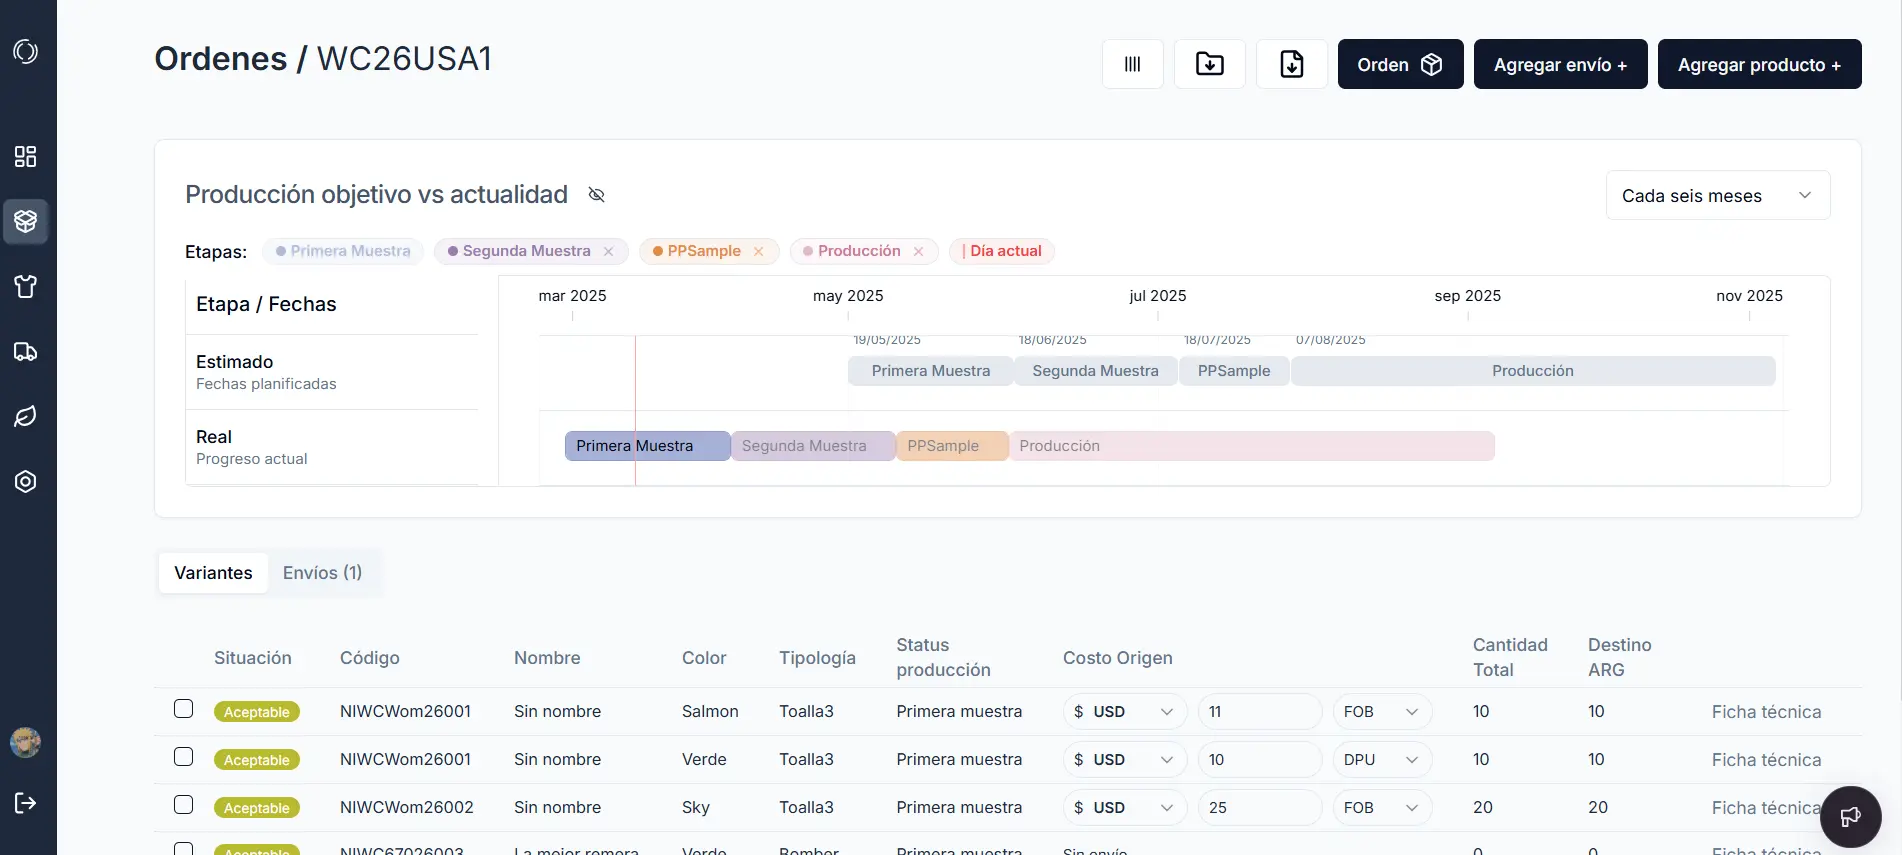 Ordenes / WC26USA1
Orden
Agregar envío +
Agregar producto +
Producción objetivo vs actualidad
Cada seis meses
Etapas:
Primera Muestra
Segunda Muestra ×
PPSample ×
Producción ×
| Día actual
Etapa / Fechas
mar 2025
may 2025
jul 2025
sep 2025
nov 2025
Estimado
Fechas planificadas
19/05/2025
18/06/2025
18/07/2025
07/08/2025
Primera Muestra
Segunda Muestra
PPSample
Producción
Real
Progreso actual
Primera Muestra
Segunda Muestra
PPSample
Producción
Variantes
Envíos (1)
Situación Código Nombre Color Tipología Status producción Costo Origen Cantidad Total Destino ARG
Aceptable NIWCWom26001 Sin nombre Salmon Toalla3 Primera muestra $ USD 11 FOB 10 10 Ficha técnica
Aceptable NIWCWom26001 Sin nombre Verde Toalla3 Primera muestra $ USD 10 DPU 10 10 Ficha técnica
Aceptable NIWCWom26002 Sin nombre Sky Toalla3 Primera muestra $ USD 25 FOB 20 20 Ficha técnica
Aceptable NIWC67026003 La mejor remera Verde Bomber Primera muestra Sin envío 0 0 Ficha técnica